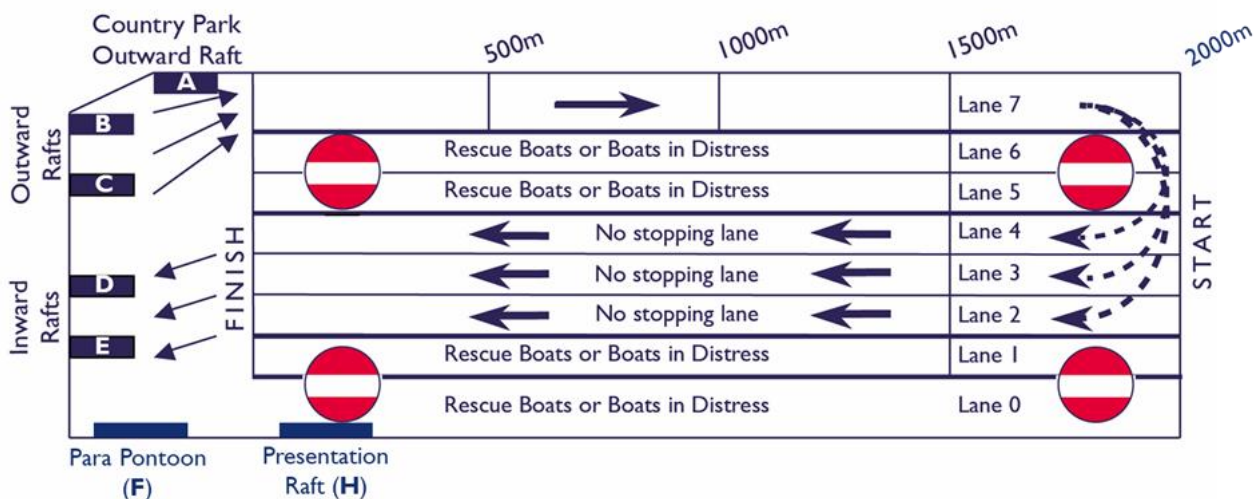 Country Park
Outward Raft
500m
1000m
1500m
2000m
A
B
C
Outward
Rafts
Lane 7
Rescue Boats or Boats in Distress
Lane 6
Rescue Boats or Boats in Distress
Lane 5
No stopping lane
Lane 4
No stopping lane
Lane 3
No stopping lane
Lane 2
Rescue Boats or Boats in Distress
Lane 1
Rescue Boats or Boats in Distress
Lane 0
START
FINISH
D
E
Inward
Rafts
Para Pontoon
(F)
Presentation
Raft (H)